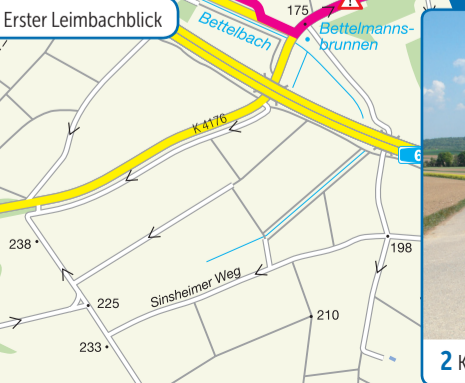 Erster Leimbachblick
175
Bettelbach
Bettelmanns-
brunnen
K 4176
6
238
198
Sinsheimer Weg
225
210
233
2 K